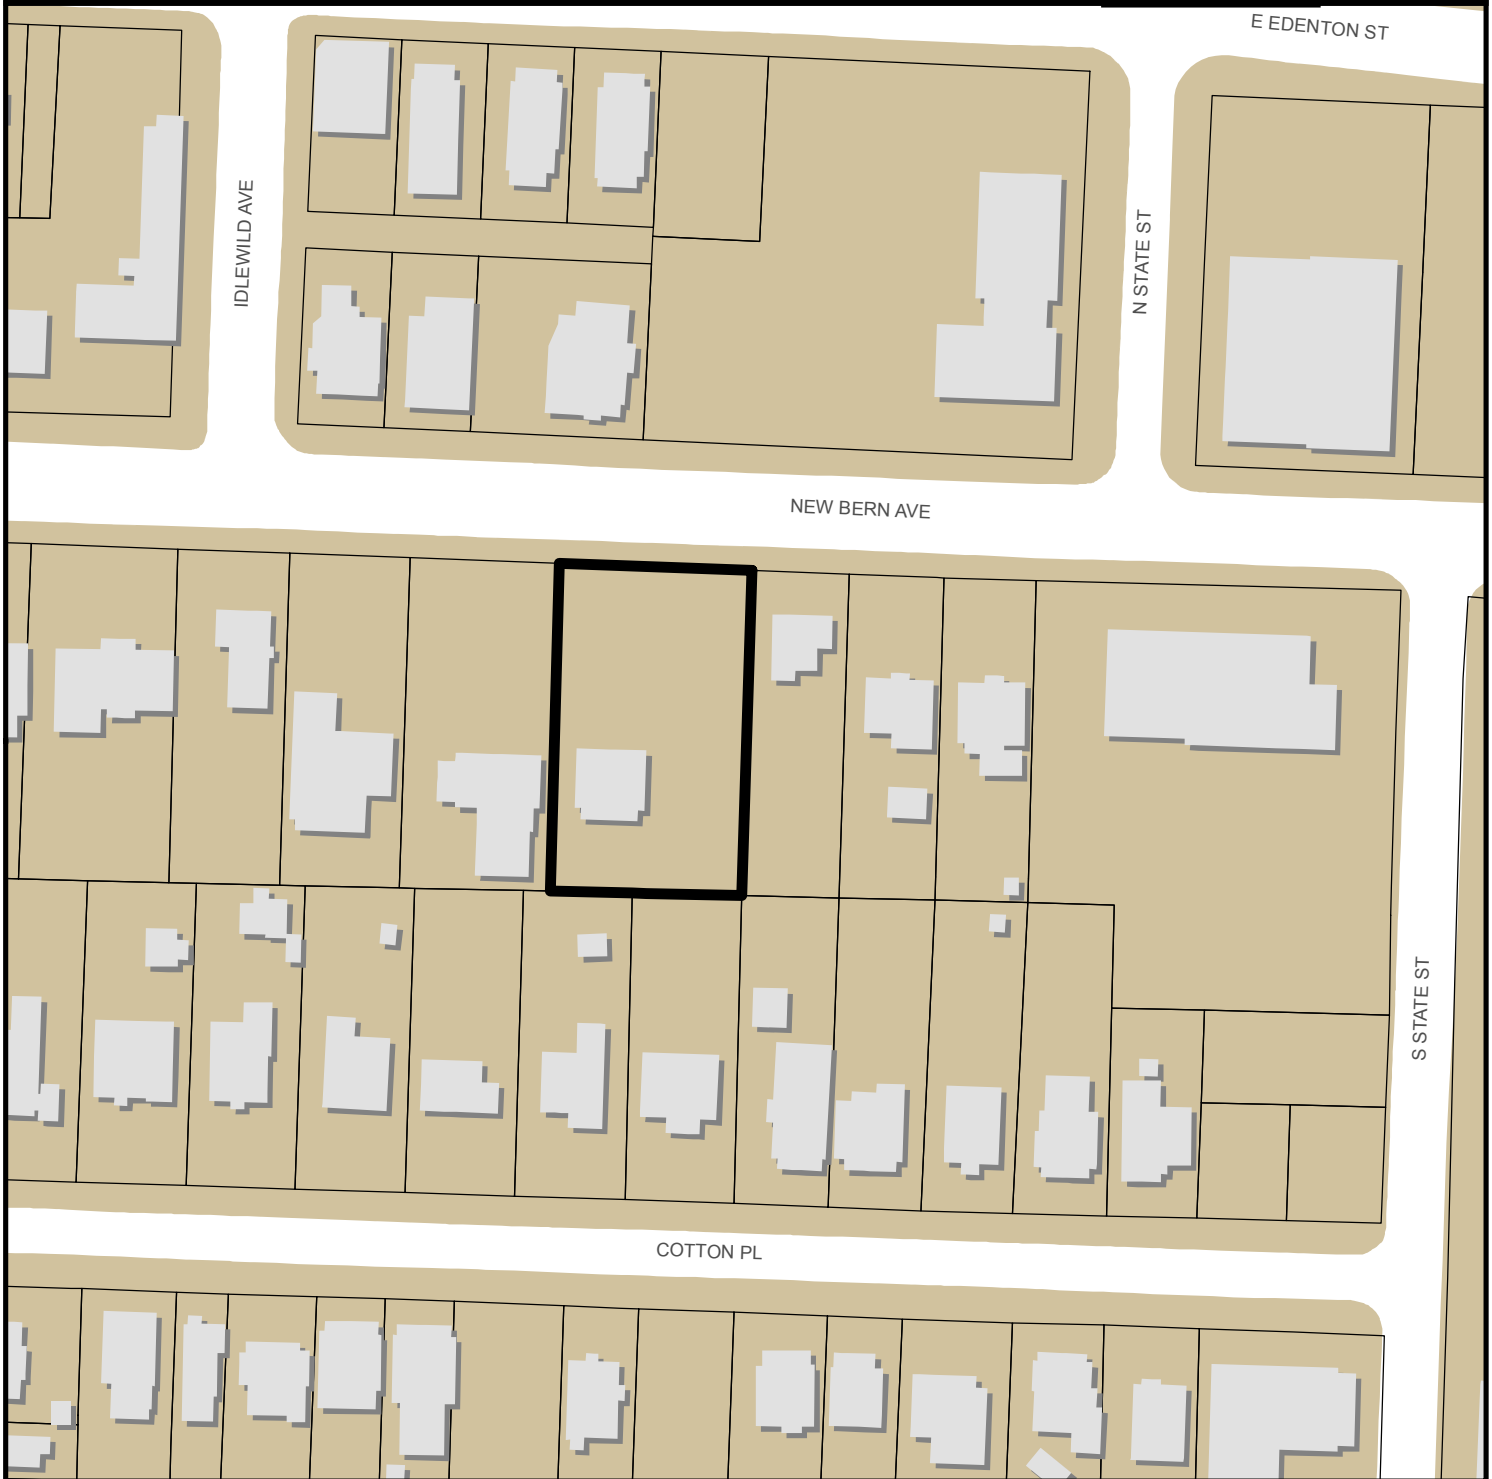 E EDENTON ST
IDLEWILD AVE
N STATE ST
NEW BERN AVE
S STATE ST
COTTON PL